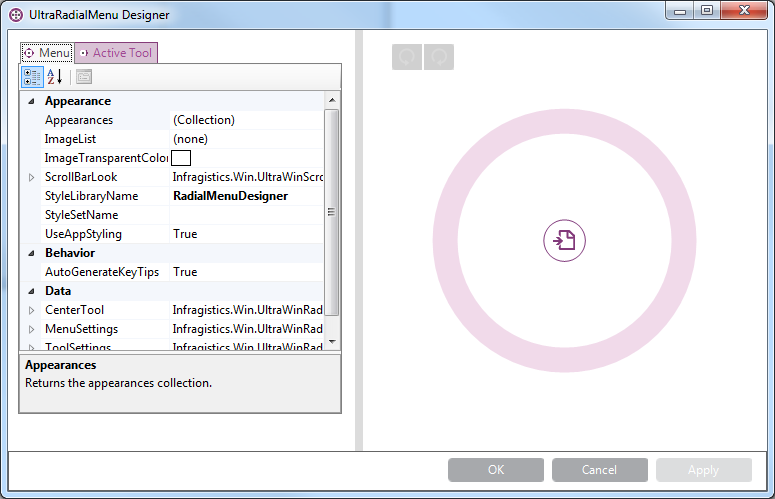 UltraRadialMenu Designer
Menu Active Tool
Appearance
Appearances (Collection)
ImageList (none)
ImageTransparentColor
ScrollBarLook Infragistics.Win.UltraWinScro
StyleLibraryName RadialMenuDesigner
StyleSetName
UseAppStyling True
Behavior
AutoGenerateKeyTips True
Data
CenterTool Infragistics.Win.UltraWinRad
MenuSettings Infragistics.Win.UltraWinRad
ToolSettings Infragistics.Win.UltraWinRad
Appearances
Returns the appearances collection.
OK Cancel Apply